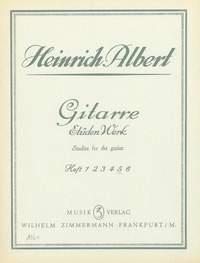 Heinrich Albert
Gitarre
Etüden Werk
Studies for the guitar
Heft 1 2 3 4 5 6
MUSIK VERLAG
WILHELM ZIMMERMANN · FRANKFURT / M.